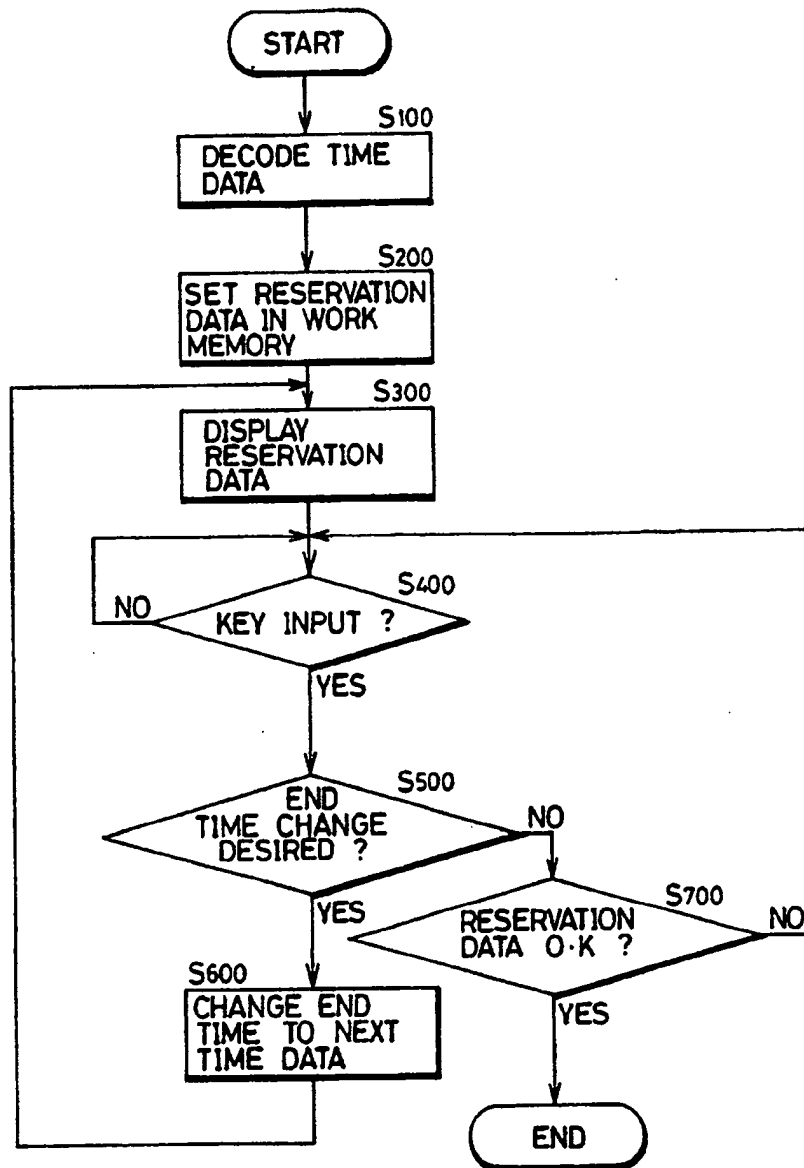 START
S100
DECODE TIME
DATA
S200
SET RESERVATION
DATA IN WORK
MEMORY
S300
DISPLAY
RESERVATION
DATA
S400
NO
KEY INPUT ?
YES
S500
END
TIME CHANGE
DESIRED ?
NO
YES
S700
RESERVATION
DATA O·K ?
NO
S600
CHANGE END
TIME TO NEXT
TIME DATA
YES
END